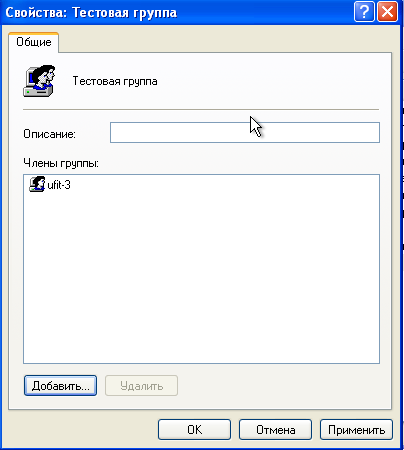 Свойства: Тестовая группа
Общие
Тестовая группа
Описание:
Члены группы:
ufit-3
Добавить... Удалить
OK Отмена Применить